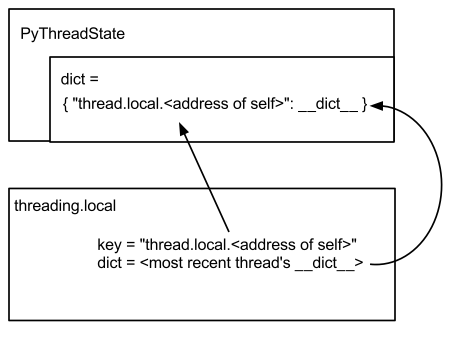 PyThreadState
dict =
{ "thread.local.<address of self>": __dict__ }
threading.local
key = "thread.local.<address of self>"
dict = <most recent thread's __dict__>